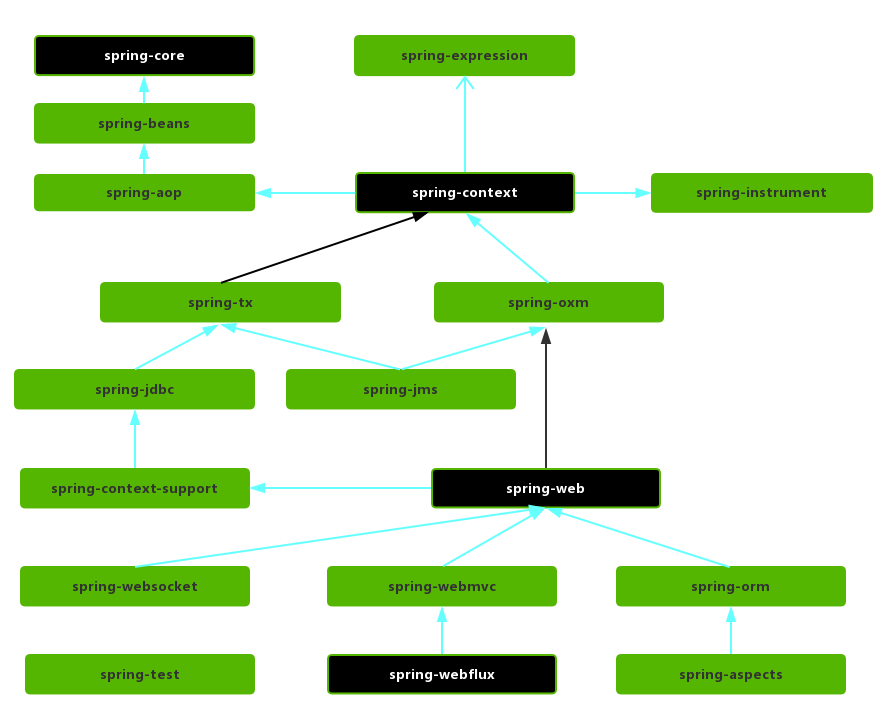 spring-core
spring-expression
spring-beans
spring-aop
spring-context
spring-instrument
spring-tx
spring-oxm
spring-jdbc
spring-jms
spring-context-support
spring-web
spring-websocket
spring-webmvc
spring-orm
spring-test
spring-webflux
spring-aspects